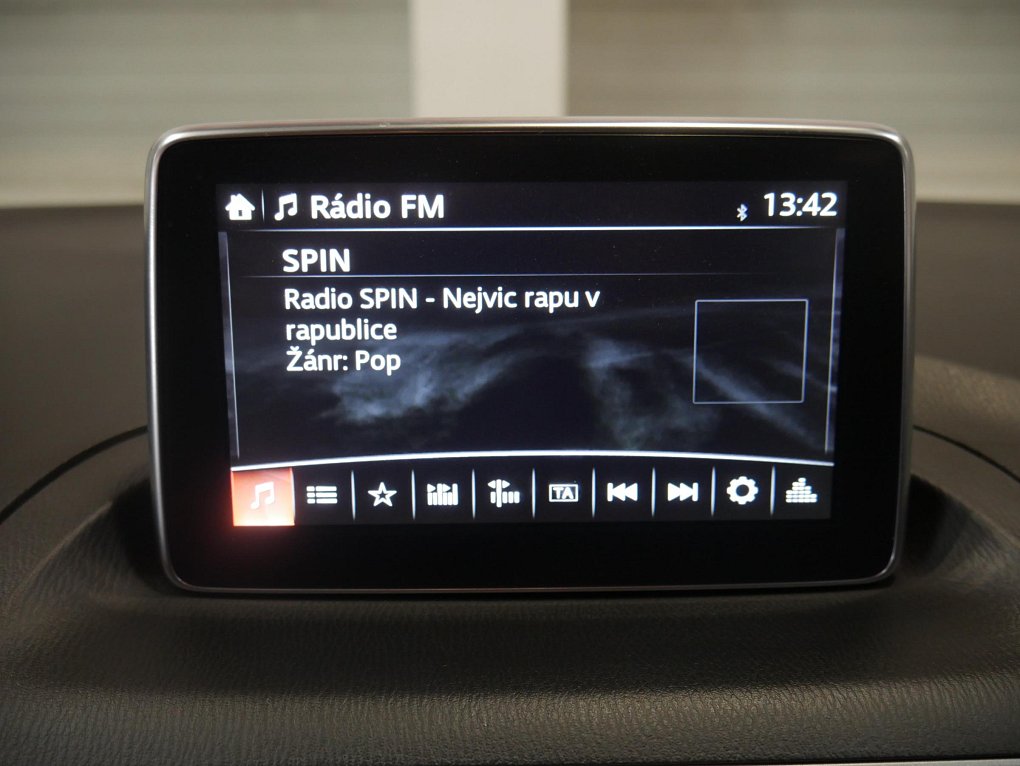 Rádio FM 13:42
SPIN
Radio SPIN - Nejvic rapu v
rapublice
Žánr: Pop
TA